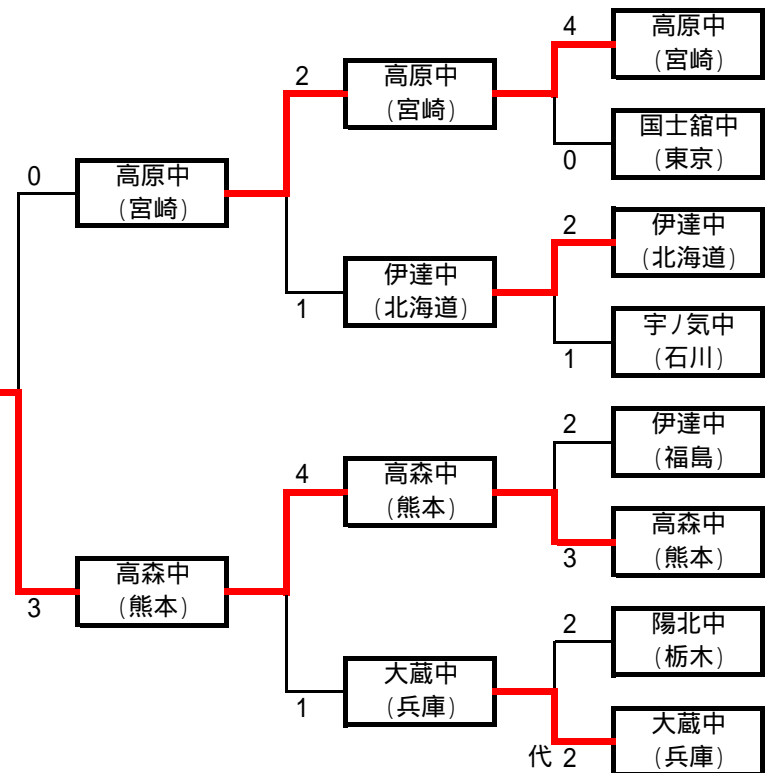 4
高原中
(宮崎)
2
高原中
(宮崎)
国士舘中
(東京)
0
0
高原中
(宮崎)
2
伊達中
(北海道)
伊達中
(北海道)
1
宇ノ気中
(石川)
1
2
伊達中
(福島)
4
高森中
(熊本)
高森中
(熊本)
3
高森中
(熊本)
3
2
陽北中
(栃木)
大蔵中
(兵庫)
1
大蔵中
(兵庫)
代 2